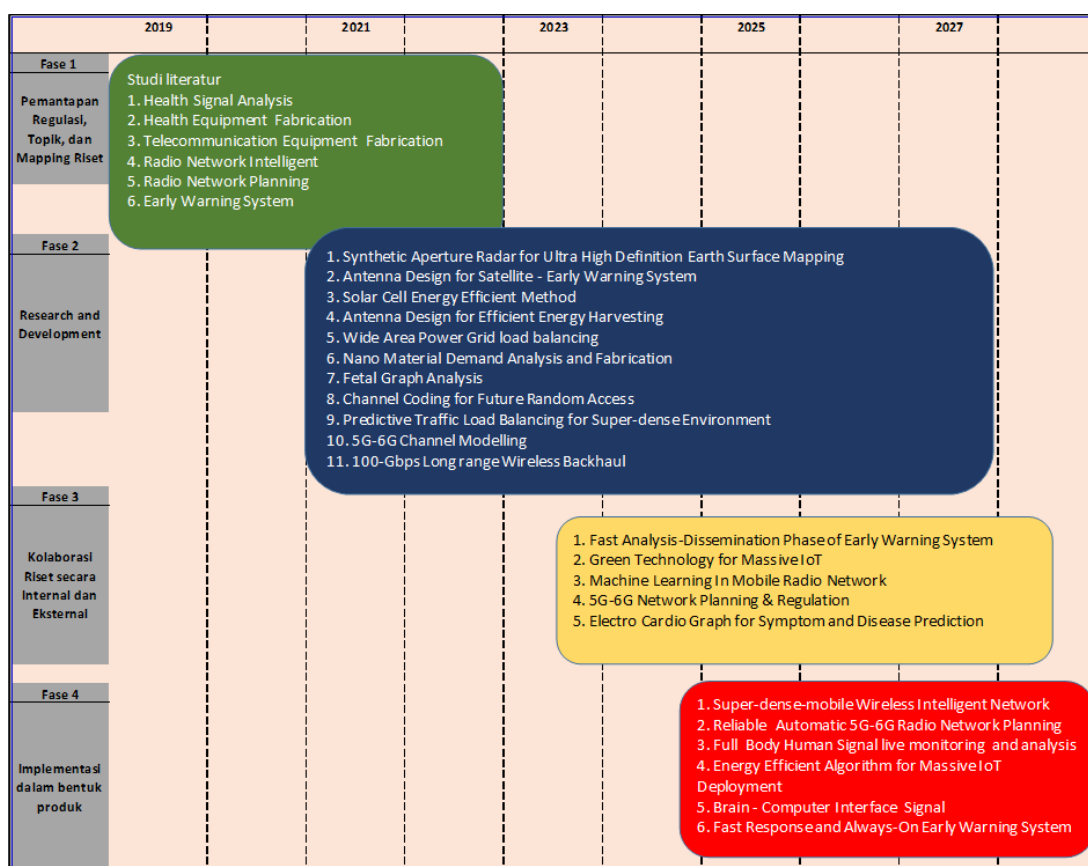 2019 2021 2023 2025 2027
Fase 1
Pemantapan
Regulasi,
Topik, dan
Mapping Riset
Studi literatur
1. Health Signal Analysis
2. Health Equipment Fabrication
3. Telecommunication Equipment Fabrication
4. Radio Network Intelligent
5. Radio Network Planning
6. Early Warning System
Fase 2
Research and
Development
1. Synthetic Aperture Radar for Ultra High Definition Earth Surface Mapping
2. Antenna Design for Satellite - Early Warning System
3. Solar Cell Energy Efficient Method
4. Antenna Design for Efficient Energy Harvesting
5. Wide Area Power Grid load balancing
6. Nano Material Demand Analysis and Fabrication
7. Fetal Graph Analysis
8. Channel Coding for Future Random Access
9. Predictive Traffic Load Balancing for Super-dense Environment
10. 5G-6G Channel Modelling
11. 100-Gbps Long range Wireless Backhaul
Fase 3
Kolaborasi
Riset secara
Internal dan
Eksternal
1. Fast Analysis-Dissemination Phase of Early Warning System
2. Green Technology for Massive IoT
3. Machine Learning In Mobile Radio Network
4. 5G-6G Network Planning & Regulation
5. Electro Cardio Graph for Symptom and Disease Prediction
Fase 4
Implementasi
dalam bentuk
produk
1. Super-dense-mobile Wireless Intelligent Network
2. Reliable Automatic 5G-6G Radio Network Planning
3. Full Body Human Signal live monitoring and analysis
4. Energy Efficient Algorithm for Massive IoT
Deployment
5. Brain - Computer Interface Signal
6. Fast Response and Always-On Early Warning System